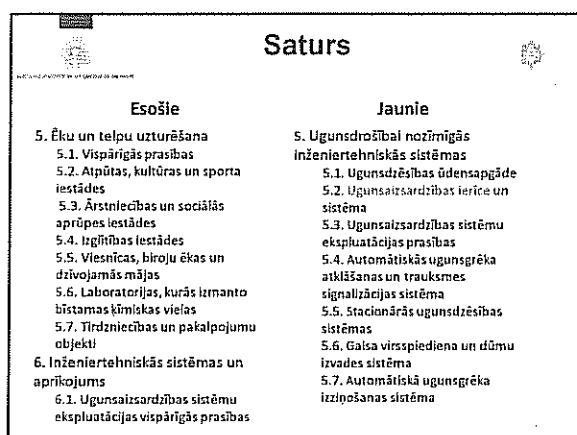 Saturs
Esošie
5. Ēku un telpu uzturēšana
5.1. Vispārīgās prasības
5.2. Atpūtas, kultūras un sporta
iestādes
5.3. Ārstniecības un sociālās
aprūpes iestādes
5.4. Izglītības iestādes
5.5. Viesnīcas, biroju ēkas un
dzīvojamās mājas
5.6. Laboratorijas, kurās izmanto
bīstamas ķīmiskas vielas
5.7. Tirdzniecības un pakalpojumu
objekti
6. Inženiertehniskās sistēmas un
aprīkojums
6.1. Ugunsaizsardzības sistēmu
ekspluatācijas vispārīgās prasības
Jaunie
5. Ugunsdrošībai nozīmīgās
inženiertehniskās sistēmas
5.1. Ugunsdzēsības ūdensapgāde
5.2. Ugunsaizsardzības ierīce un
sistēma
5.3. Ugunsaizsardzības sistēmu
ekspluatācijas prasības
5.4. Automātiskās ugunsgrēka
atklāšanas un trauksmes
signalizācijas sistēma
5.5. Stacionārās ugunsdzēsības
sistēmas
5.6. Gaisa virsspiediena un dūmu
izvades sistēma
5.7. Automātiskā ugunsgrēka
izziņošanas sistēma